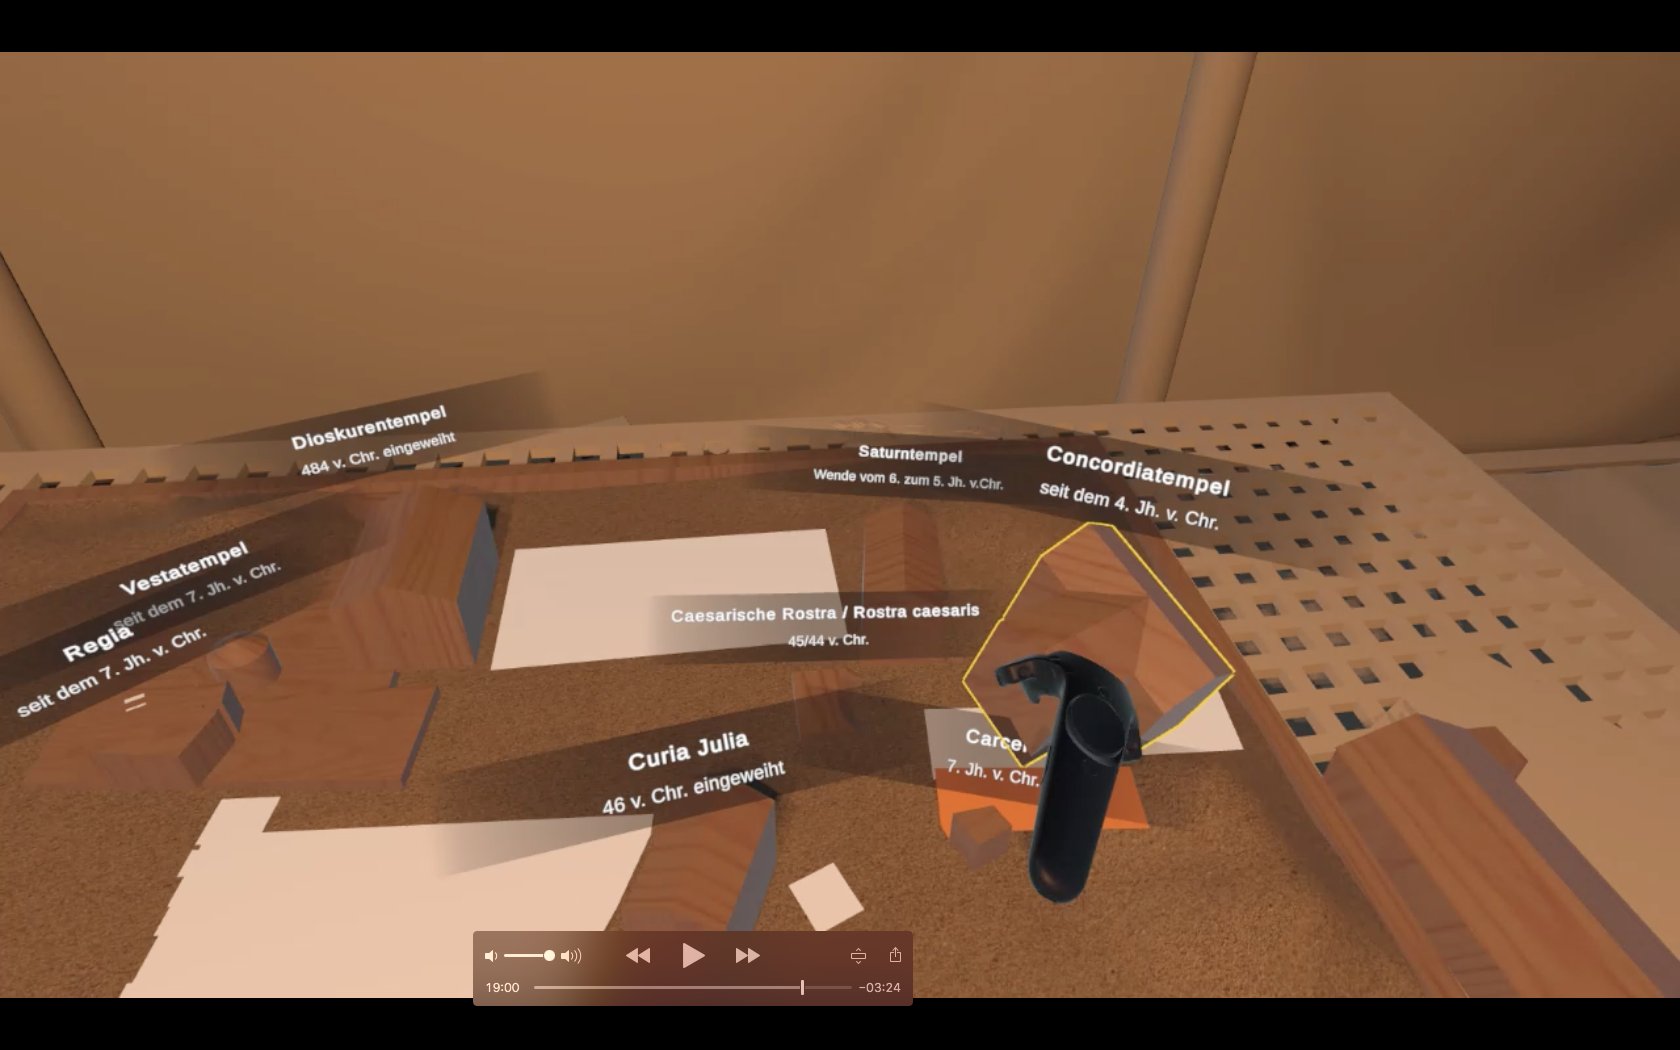 Dioskurentempel
484 v. Chr. eingeweiht
Saturntempel
Wende vom 6. zum 5. Jh. v.Chr.
Concordiatempel
seit dem 4. Jh. v. Chr.
Vestatempel
seit dem 7. Jh. v. Chr.
Regia
seit dem 7. Jh. v. Chr.
Caesarische Rostra / Rostra caesaris
45/44 v. Chr.
Curia Julia
46 v. Chr. eingeweiht
Carcer
7. Jh. v. Chr.
19:00
−03:24